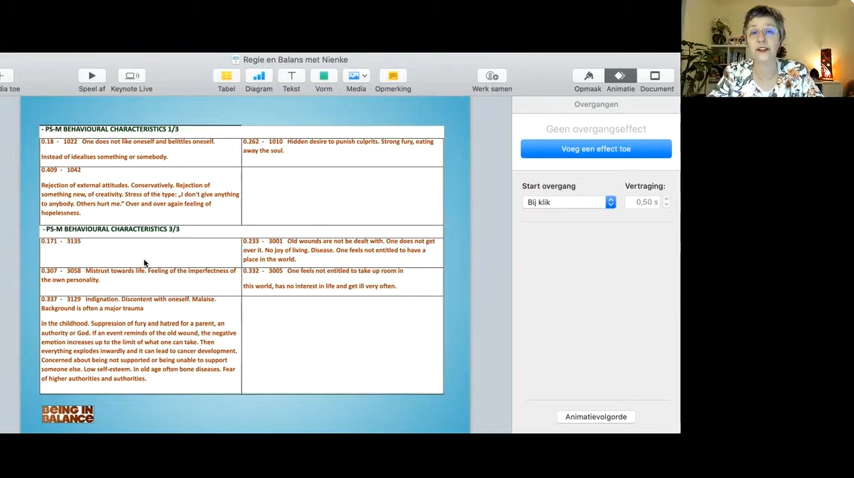 Regie en Balans met Nienke
dia toe
Speel af
Keynote Live
Tabel
Diagram
Tekst
Vorm
Media
Opmerking
Werk samen
Opmaak
Animatie
Document
- PS-M BEHAVIOURAL CHARACTERISTICS 1/3
0.18 - 1022 One does not like oneself and belittles oneself.
Instead of idealises something or somebody.
0.262 - 1010 Hidden desire to punish culprits. Strong fury, eating
away the soul.
0.409 - 1042
Rejection of external attitudes. Conservatively. Rejection of
something new, of creativity. Stress of the type: „I don't give anything
to anybody. Others hurt me." Over and over again feeling of
hopelessness.
- PS-M BEHAVIOURAL CHARACTERISTICS 3/3
0.171 - 3135
0.233 - 3001 Old wounds are not be dealt with. One does not get
over it. No joy of living. Disease. One feels not entitled to have a
place in the world.
0.307 - 3058 Mistrust towards life. Feeling of the imperfectness of
the own personality.
0.332 - 3005 One feels not entitled to take up room in
this world, has no interest in life and get ill very often.
0.337 - 3129 Indignation. Discontent with oneself. Malaise.
Background is often a major trauma
in the childhood. Suppression of fury and hatred for a parent, an
authority or God. If an event reminds of the old wound, the negative
emotion increases up to the limit of what one can take. Then
everything explodes inwardly and it can lead to cancer development.
Concerned about being not supported or being unable to support
someone else. Low self-esteem. In old age often bone diseases. Fear
of higher authorities and authorities.
BEING IN
BALANCE
Overgangen
Geen overgangseffect
Voeg een effect toe
Start overgang
Vertraging:
Bij klik
0,50 s
Animatievolgorde